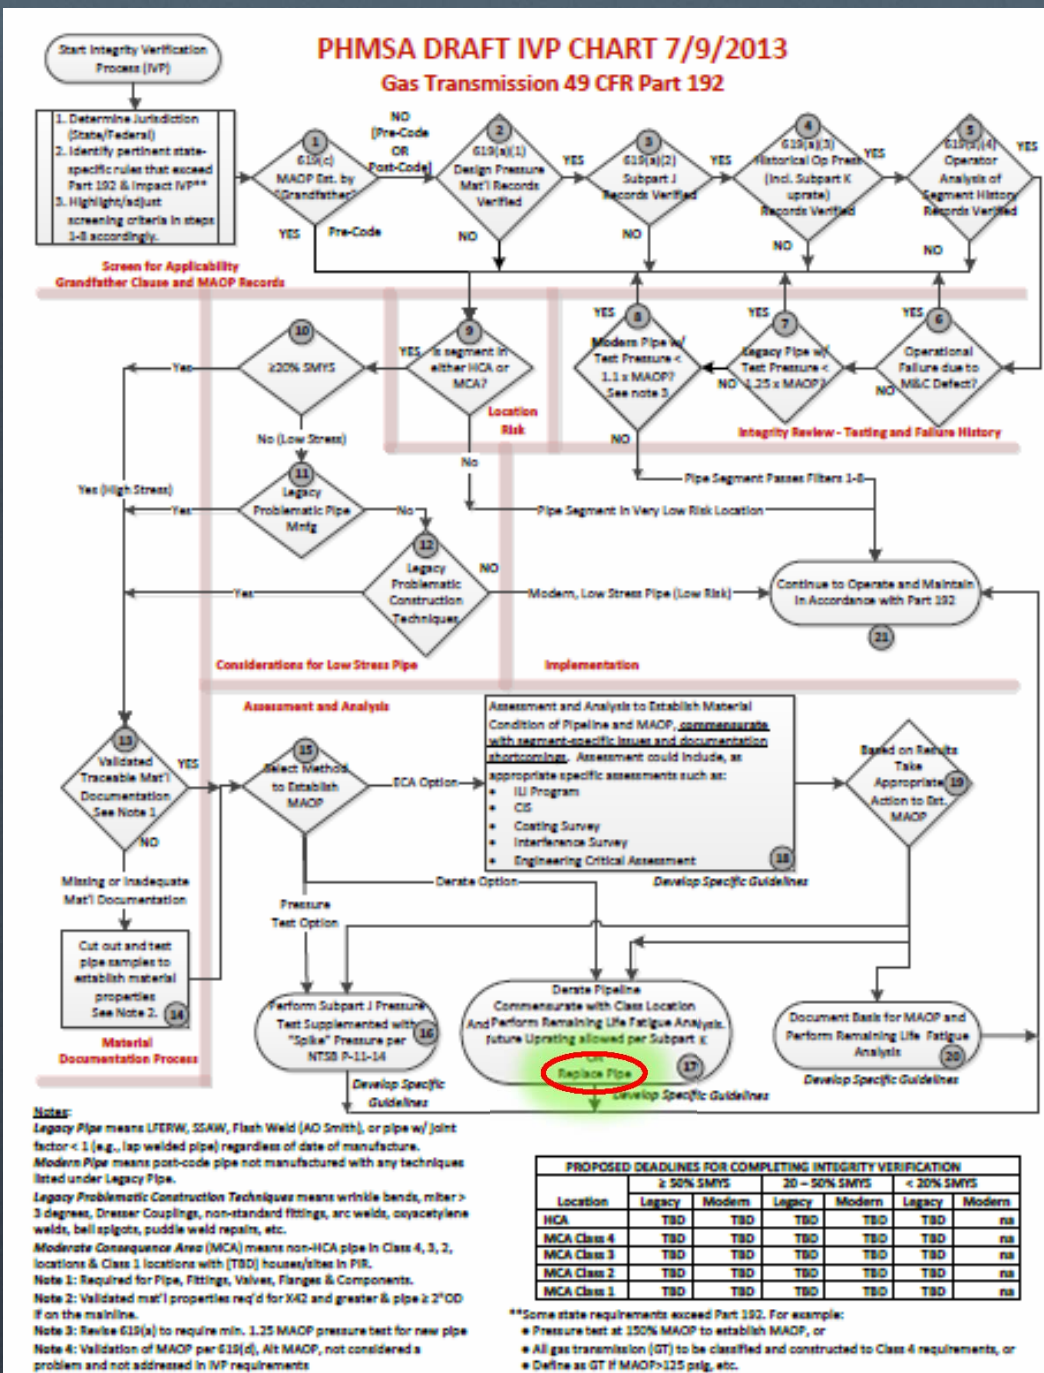 PHMSA DRAFT IVP CHART 7/9/2013
Gas Transmission 49 CFR Part 192
Start Integrity Verification
Process (IVP)
1. Determine Jurisdiction
(State/Federal)
2. Identify pertinent state-
specific rules that exceed
Part 192 & Impact IVP**
3. Highlight/adjust
screening criteria in steps
1-8 accordingly.
1
619(c)
MAOP Est. by
"Grandfather?
NO
(Pre-Code
OR
Post-Code)
YES
Pre-Code
2
619(a)(1)
Design Pressure
Mat'l Records
Verified
YES
NO
3
619(a)(2)
Subpart J
Records Verified
YES
NO
4
619(a)(3)
Historical Op Press
(Incl. Subpart K
uprate)
Records Verified
YES
NO
5
619(a)(4)
Operator
Analysis of
Segment History
Records Verified
YES
NO
Screen for Applicability
Grandfather Clause and MAOP Records
10
≥20% SMYS
Yes
No (Low Stress)
9
Is segment in
either HCA or
MCA?
YES
No
Location
Risk
8
Modern Pipe w/
Test Pressure <
1.1 x MAOP?
See note 3
YES
NO
7
Legacy Pipe w/
Test Pressure <
1.25 x MAOP?
YES
NO
6
Operational
Failure due to
M&C Defect?
YES
NO
Integrity Review - Testing and Failure History
Yes (High Stress)
11
Legacy
Problematic Pipe
Mnfg
Yes
No
12
Legacy
Problematic
Construction
Techniques
Yes
NO
Pipe Segment Passes Filters 1-8
Pipe Segment in Very Low Risk Location
Modern, Low Stress Pipe (Low Risk)
Continue to Operate and Maintain
In Accordance with Part 192
21
Considerations for Low Stress Pipe
Implementation
Assessment and Analysis
13
Validated
Traceable Mat'l
Documentation
See Note 1
YES
NO
Missing or Inadequate
Mat'l Documentation
Cut out and test
pipe samples to
establish material
properties
See Note 2.
14
Material
Documentation Process
15
Select Method
to Establish
MAOP
ECA Option
Derate Option
Pressure
Test Option
Assessment and Analysis to Establish Material
Condition of Pipeline and MAOP, commensurate
with segment-specific issues and documentation
shortcomings. Assessment could include, as
appropriate specific assessments such as:
• ILI Program
• CIS
• Coating Survey
• Interference Survey
• Engineering Critical Assessment
18
Develop Specific Guidelines
Based on Results
Take
Appropriate
Action to Est.
MAOP
19
Perform Subpart J Pressure
Test Supplemented with
"Spike" Pressure per
NTSB P-11-14
16
Develop Specific
Guidelines
Derate Pipeline
Commensurate with Class Location
And Perform Remaining Life Fatigue Analysis.
Future Uprating allowed per Subpart K
OR
Replace Pipe
17
Develop Specific Guidelines
Document Basis for MAOP and
Perform Remaining Life Fatigue
Analysis
20
Develop Specific Guidelines
Notes:
Legacy Pipe means LFERW, SSAW, Flash Weld (AO Smith), or pipe w/ joint
factor < 1 (e.g., lap welded pipe) regardless of date of manufacture.
Modern Pipe means post-code pipe not manufactured with any techniques
listed under Legacy Pipe.
Legacy Problematic Construction Techniques means wrinkle bends, miter >
3 degrees, Dresser Couplings, non-standard fittings, arc welds, oxyacetylene
welds, bell spigots, puddle weld repairs, etc.
Moderate Consequence Area (MCA) means non-HCA pipe in Class 4, 3, 2,
locations & Class 1 locations with (TBD) houses/sites in PIR.
Note 1: Required for Pipe, Fittings, Valves, Flanges & Components.
Note 2: Validated mat'l properties req'd for X42 and greater & pipe ≥ 2"OD
if on the mainline.
Note 3: Revise 619(a) to require min. 1.25 MAOP pressure test for new pipe
Note 4: Validation of MAOP per 619(d), Alt MAOP, not considered a
problem and not addressed in IVP requirements
PROPOSED DEADLINES FOR COMPLETING INTEGRITY VERIFICATION
≥ 50% SMYS 20 – 50% SMYS < 20% SMYS
Location Legacy Modern Legacy Modern Legacy Modern
HCA TBD TBD TBD TBD TBD na
MCA Class 4 TBD TBD TBD TBD TBD na
MCA Class 3 TBD TBD TBD TBD TBD na
MCA Class 2 TBD TBD TBD TBD TBD na
MCA Class 1 TBD TBD TBD TBD TBD na
**Some state requirements exceed Part 192. For example:
• Pressure test at 150% MAOP to establish MAOP, or
• All gas transmission (GT) to be classified and constructed to Class 4 requirements, or
• Define as GT if MAOP>125 psig, etc.